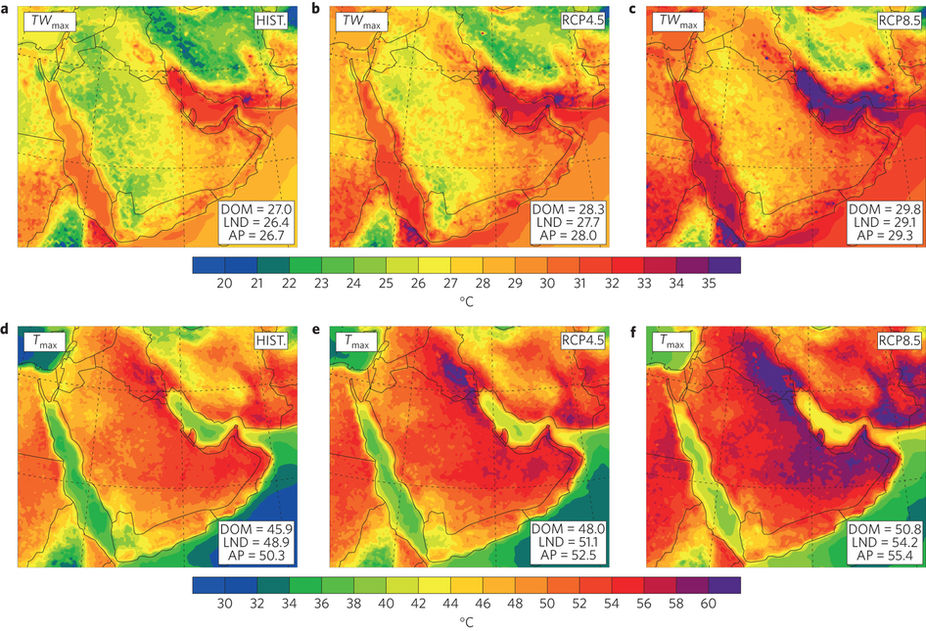 a TWmax HIST.
b TWmax RCP4.5
c TWmax RCP8.5
DOM = 27.0
LND = 26.4
AP = 26.7
DOM = 28.3
LND = 27.7
AP = 28.0
DOM = 29.8
LND = 29.1
AP = 29.3
20 21 22 23 24 25 26 27 28 29 30 31 32 33 34 35
°C
d Tmax HIST.
e Tmax RCP4.5
f Tmax RCP8.5
DOM = 45.9
LND = 48.9
AP = 50.3
DOM = 48.0
LND = 51.1
AP = 52.5
DOM = 50.8
LND = 54.2
AP = 55.4
30 32 34 36 38 40 42 44 46 48 50 52 54 56 58 60
°C